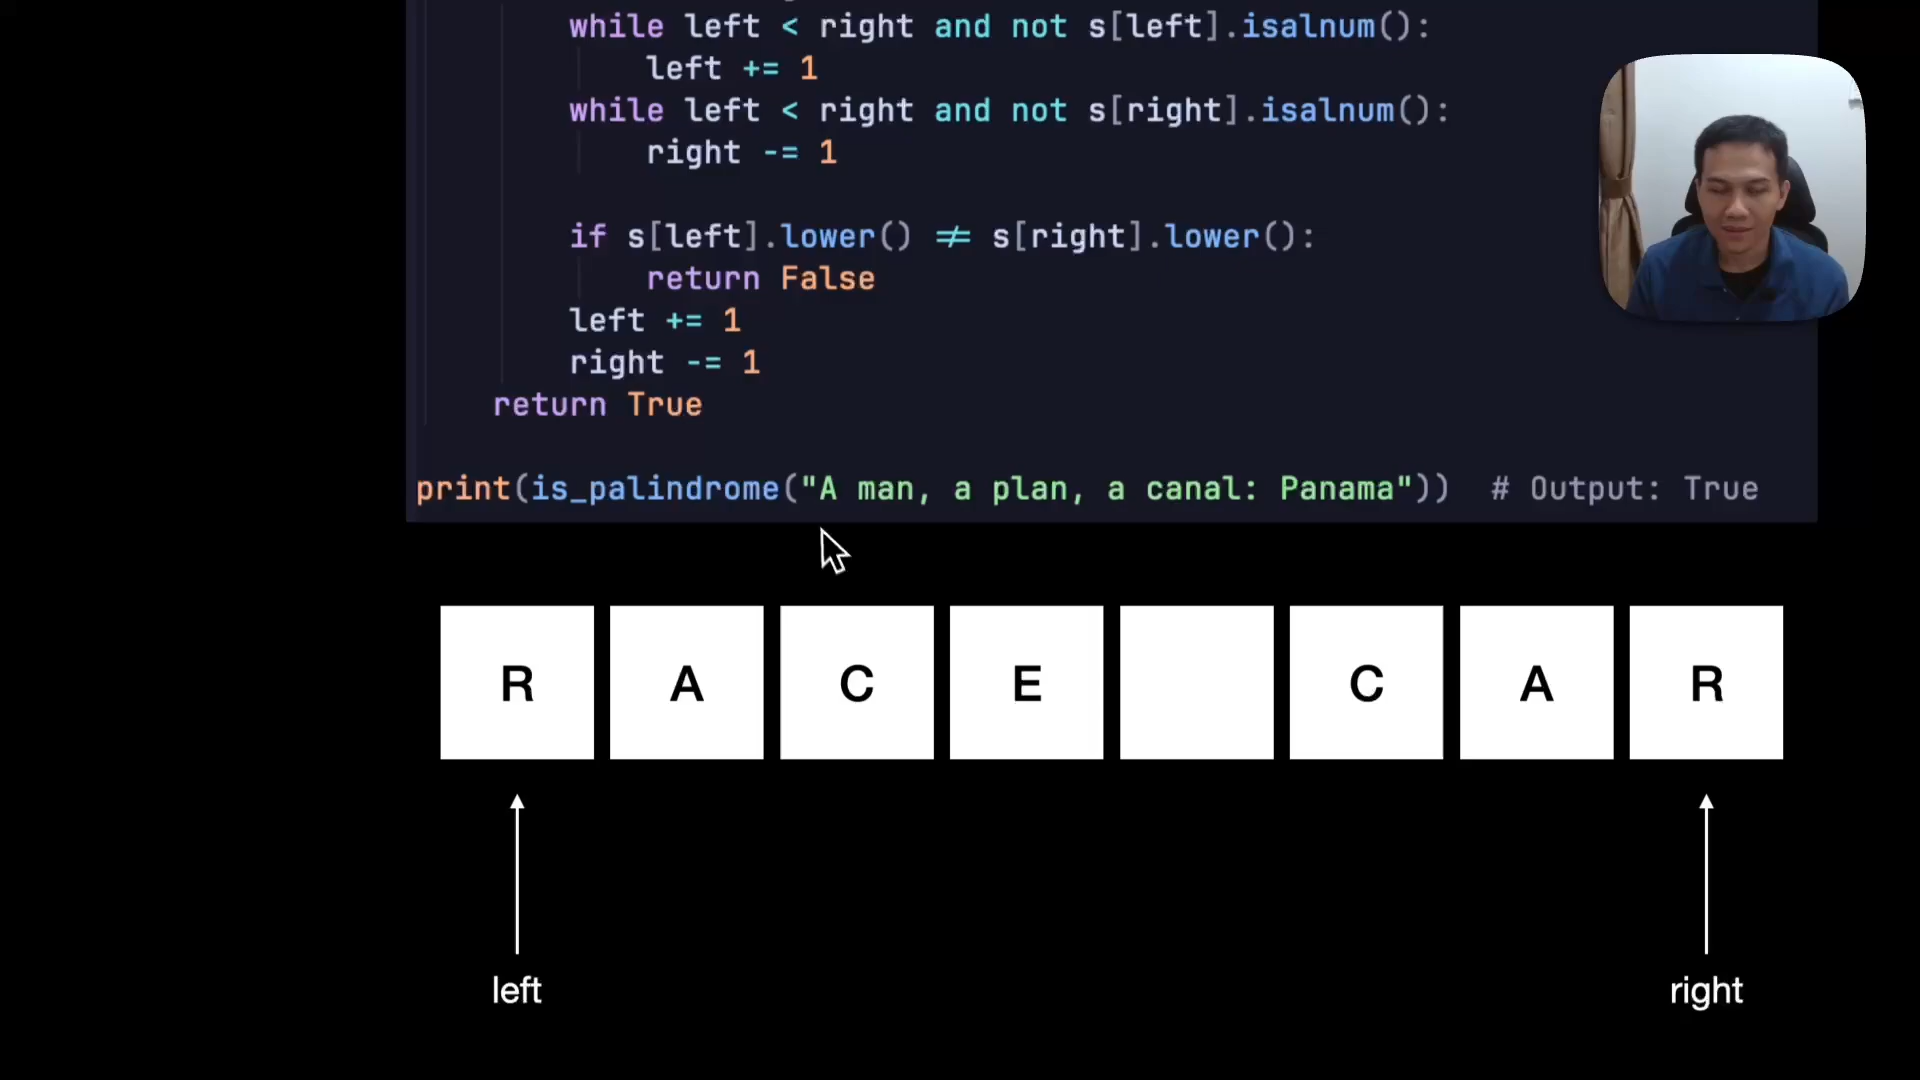 while left < right and not s[left].isalnum():
left += 1
while left < right and not s[right].isalnum():
right -= 1
if s[left].lower() ≠ s[right].lower():
return False
left += 1
right -= 1
return True
print(is_palindrome("A man, a plan, a canal: Panama")) # Output: True
R A C E C A R
left right